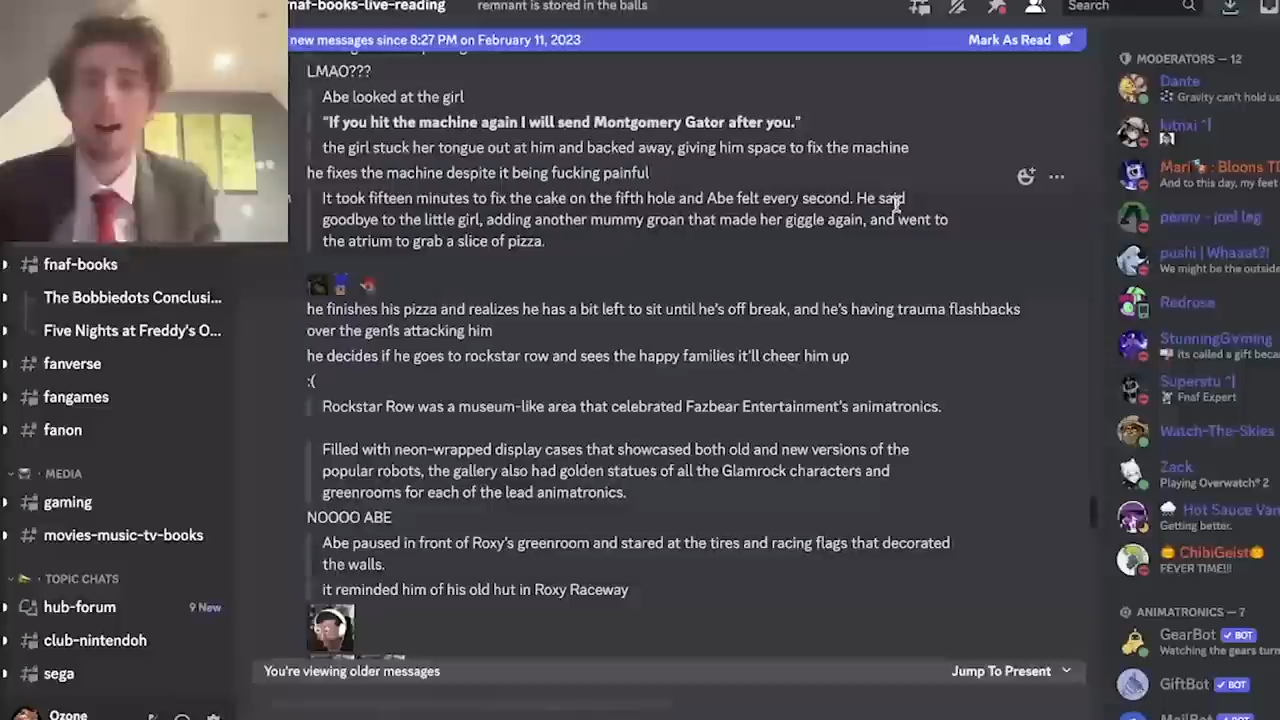 fnaf-books-live-reading
remnant is stored in the balls
Search
new messages since 8:27 PM on February 11, 2023
Mark As Read
LMAO???
Abe looked at the girl
“If you hit the machine again I will send Montgomery Gator after you.”
the girl stuck her tongue out at him and backed away, giving him space to fix the machine
he fixes the machine despite it being fucking painful
It took fifteen minutes to fix the cake on the fifth hole and Abe felt every second. He said
goodbye to the little girl, adding another mummy groan that made her giggle again, and went to
the atrium to grab a slice of pizza.
he finishes his pizza and realizes he has a bit left to sit until he's off break, and he's having trauma flashbacks
over the gen1s attacking him
he decides if he goes to rockstar row and sees the happy families it'll cheer him up
:(
Rockstar Row was a museum-like area that celebrated Fazbear Entertainment's animatronics.
Filled with neon-wrapped display cases that showcased both old and new versions of the
popular robots, the gallery also had golden statues of all the Glamrock characters and
greenrooms for each of the lead animatronics.
NOOOO ABE
Abe paused in front of Roxy's greenroom and stared at the tires and racing flags that decorated
the walls.
it reminded him of his old hut in Roxy Raceway
You're viewing older messages
Jump To Present
fnaf-books
The Bobbiedots Conclusi...
Five Nights at Freddy's O...
fanverse
fangames
fanon
MEDIA
gaming
movies-music-tv-books
TOPIC CHATS
hub-forum
9 New
club-nintendoh
sega
Ozone
MODERATORS — 12
Dante
Gravity can't hold us
kitnxi ^|
Mari : Bloons TD
And to this day, my feet
penny - joel leg
pushi | Whaaat?!
We might be the outside
Redrose
StunningGvming
its called a gift beca
Superstu ^|
Fnaf Expert
Watch-The-Skies
Zack
Playing Overwatch® 2
Hot Sauce Van
Getting better.
ChibiGeist
FEVER TIME!!!
ANIMATRONICS — 7
GearBot
BOT
Watching the gears turn
GiftBot
BOT
MailBot
BOT